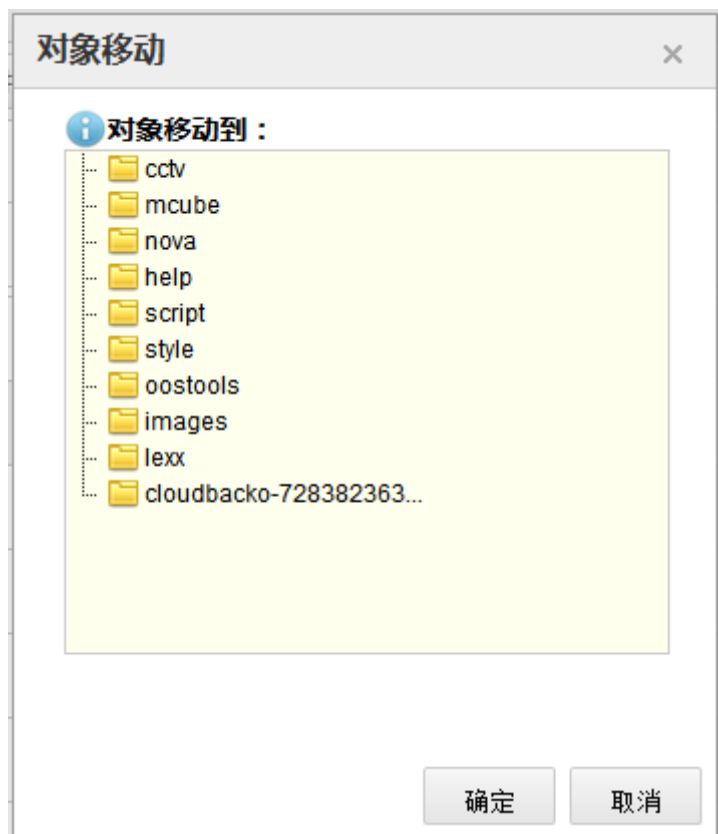 对象移动
对象移动到：
cctv
mcube
nova
help
script
style
oostools
images
lexx
cloudbacko-728382363...
确定
取消